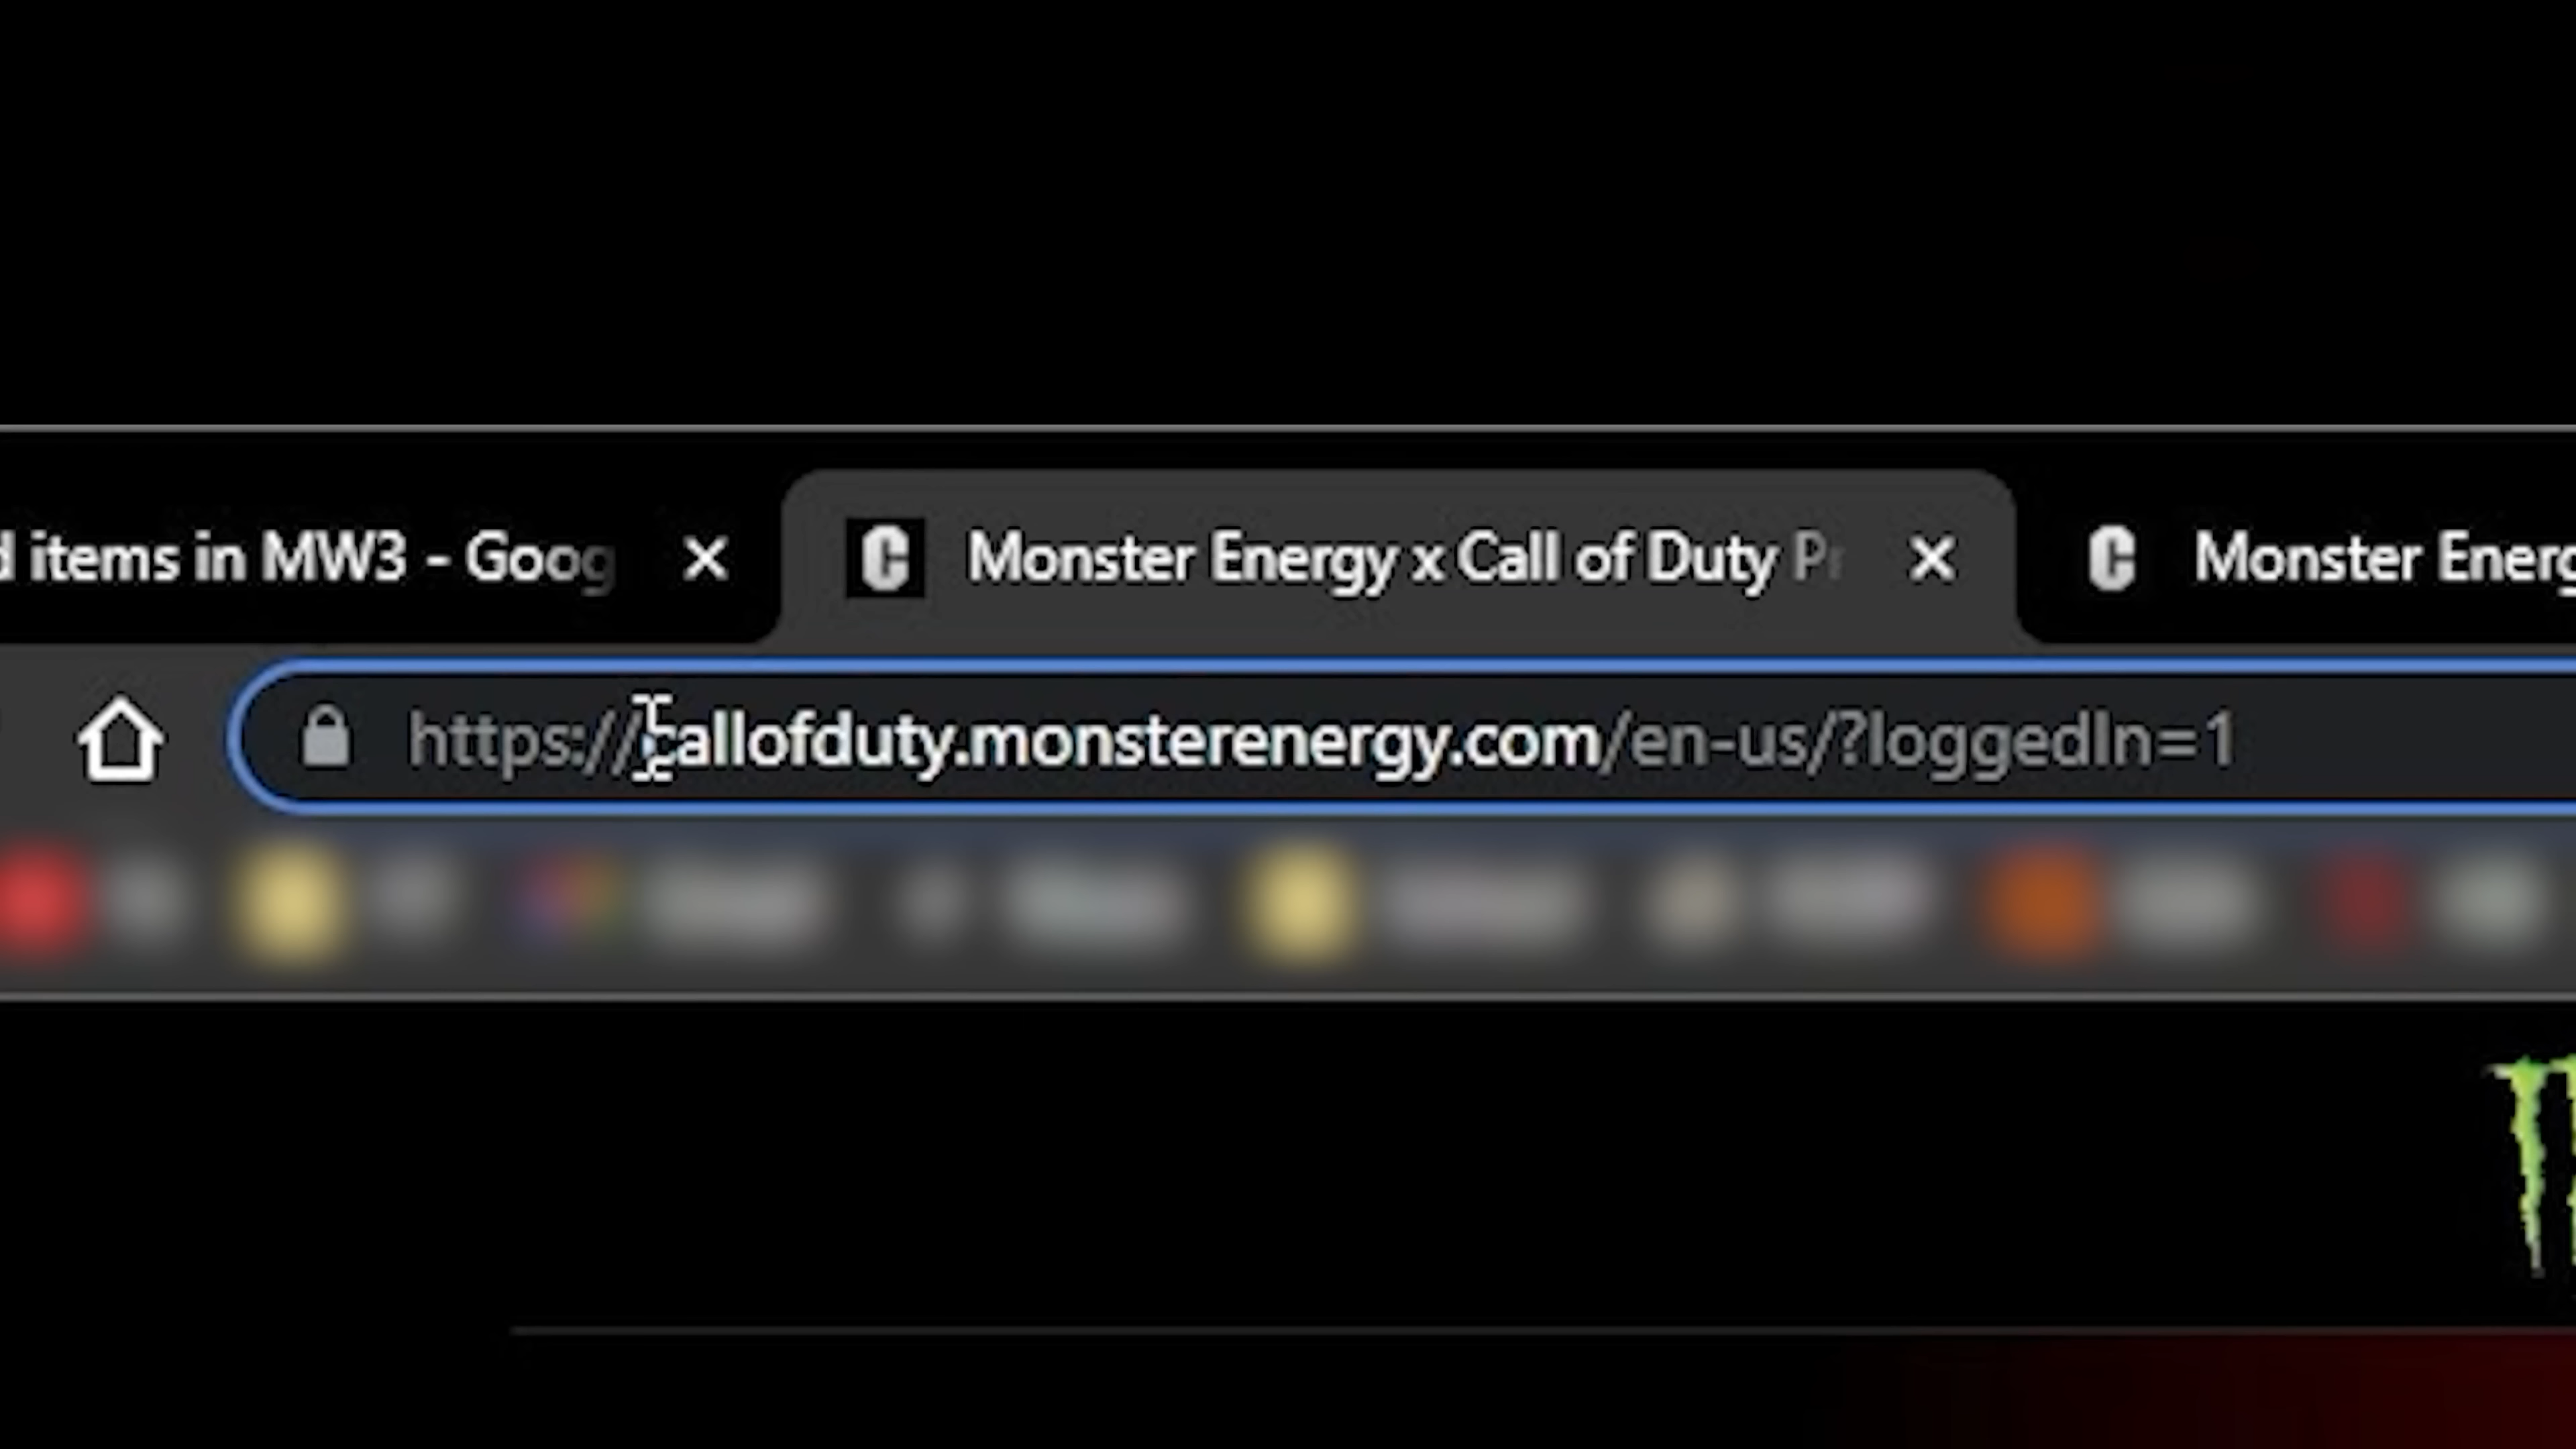 d items in MW3 - Goog
Monster Energy x Call of Duty Pr
Monster Energ
https://callofduty.monsterenergy.com/en-us/?loggedIn=1